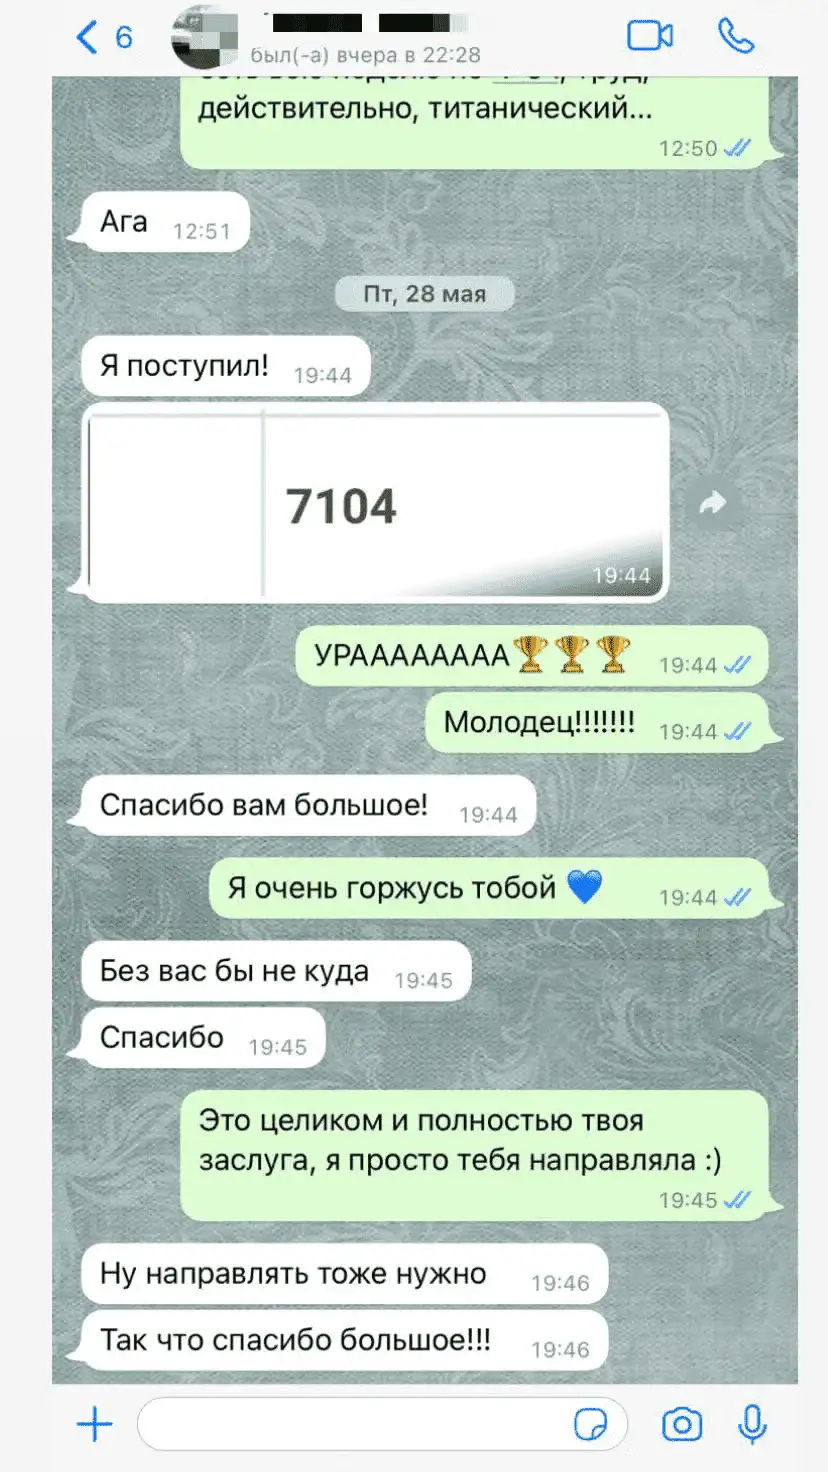 6
был(-а) вчера в 22:28
действительно, титанический...
12:50
Ага 12:51
Пт, 28 мая
Я поступил! 19:44
7104
19:44
УРАААААААА🏆🏆🏆 19:44
Молодец!!!!!!! 19:44
Спасибо вам большое! 19:44
Я очень горжусь тобой 💙 19:44
Без вас бы не куда 19:45
Спасибо 19:45
Это целиком и полностью твоя
заслуга, я просто тебя направляла :)
19:45
Ну направлять тоже нужно 19:46
Так что спасибо большое!!! 19:46